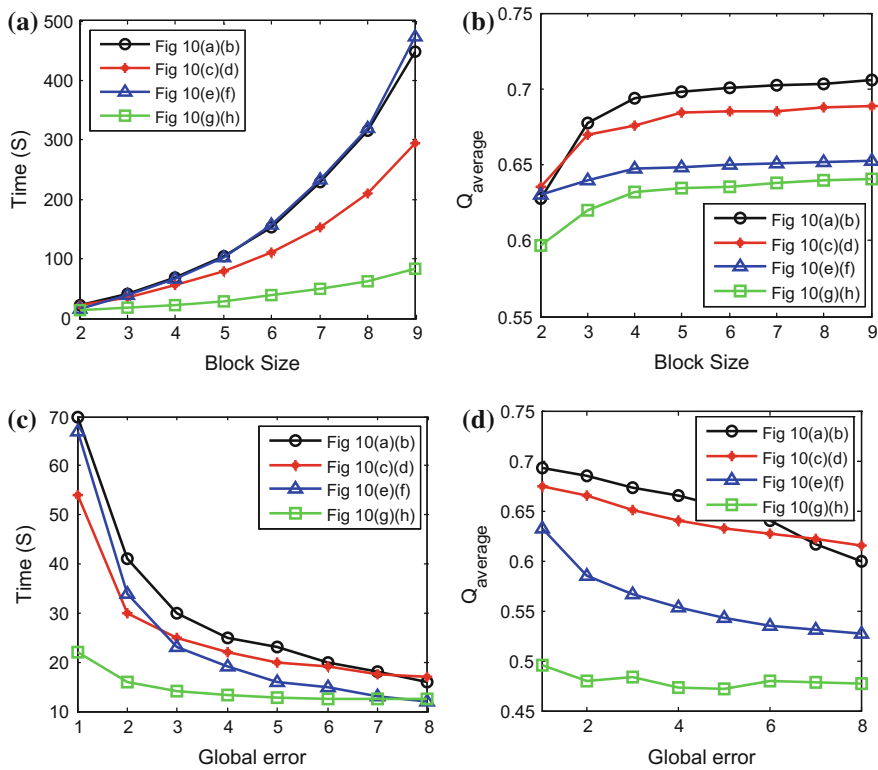 (a)
500
400
300
200
100
0
2 3 4 5 6 7 8 9
Time (S)
Block Size
Fig 10(a)(b)
Fig 10(c)(d)
Fig 10(e)(f)
Fig 10(g)(h)
(b)
0.75
0.7
0.65
0.6
0.55
2 3 4 5 6 7 8 9
Q average
Block Size
Fig 10(a)(b)
Fig 10(c)(d)
Fig 10(e)(f)
Fig 10(g)(h)
(c)
70
60
50
40
30
20
10
1 2 3 4 5 6 7 8
Time (S)
Global error
Fig 10(a)(b)
Fig 10(c)(d)
Fig 10(e)(f)
Fig 10(g)(h)
(d)
0.75
0.7
0.65
0.6
0.55
0.5
0.45
2 4 6 8
Q average
Global error
Fig 10(a)(b)
Fig 10(c)(d)
Fig 10(e)(f)
Fig 10(g)(h)